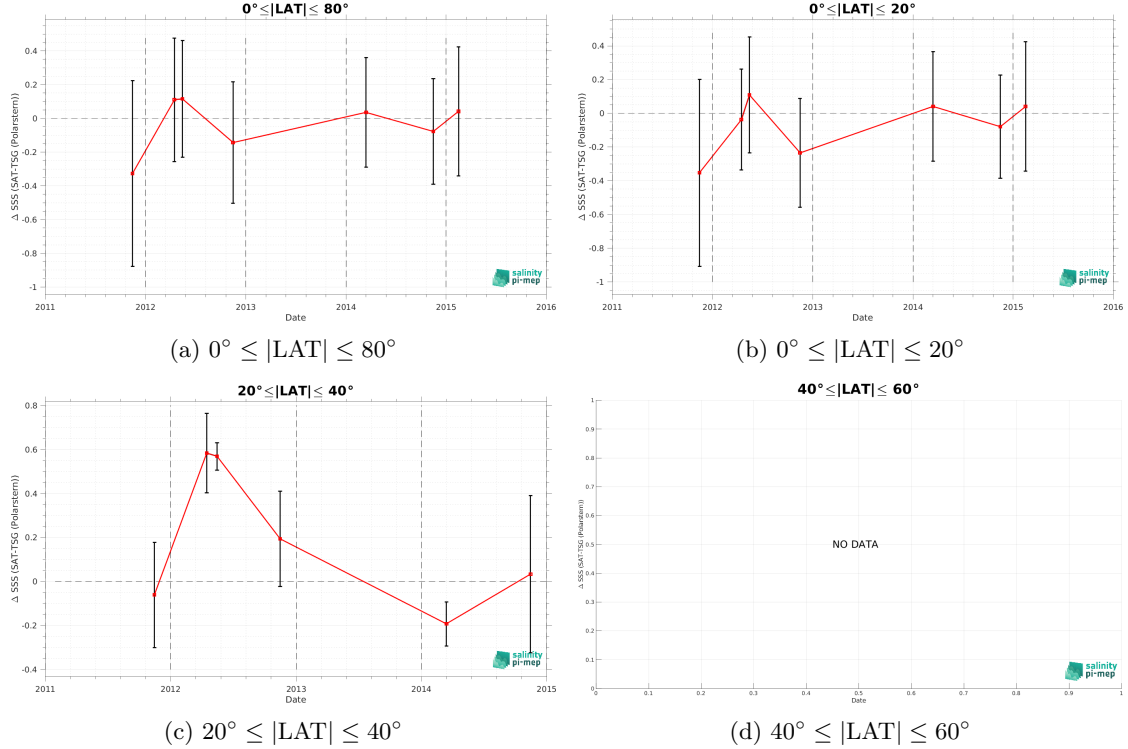 0°≤|LAT|≤ 80°
Δ SSS (SAT-TSG (Polarstern))
0.4
0.2
0
-0.2
-0.4
-0.6
-0.8
-1
2011 2012 2013 2014 2015 2016
Date
salinity
pi-mep
(a) 0° ≤ |LAT| ≤ 80°
0°≤|LAT|≤ 20°
Δ SSS (SAT-TSG (Polarstern))
0.4
0.2
0
-0.2
-0.4
-0.6
-0.8
-1
2011 2012 2013 2014 2015 2016
Date
salinity
pi-mep
(b) 0° ≤ |LAT| ≤ 20°
20°≤|LAT|≤ 40°
Δ SSS (SAT-TSG (Polarstern))
0.8
0.6
0.4
0.2
0
-0.2
-0.4
2011 2012 2013 2014 2015
Date
salinity
pi-mep
(c) 20° ≤ |LAT| ≤ 40°
40°≤|LAT|≤ 60°
Δ SSS (SAT-TSG (Polarstern))
1
0.9
0.8
0.7
0.6
0.5
0.4
0.3
0.2
0.1
0
NO DATA
0 0.1 0.2 0.3 0.4 0.5 0.6 0.7 0.8 0.9 1
Date
salinity
pi-mep
(d) 40° ≤ |LAT| ≤ 60°